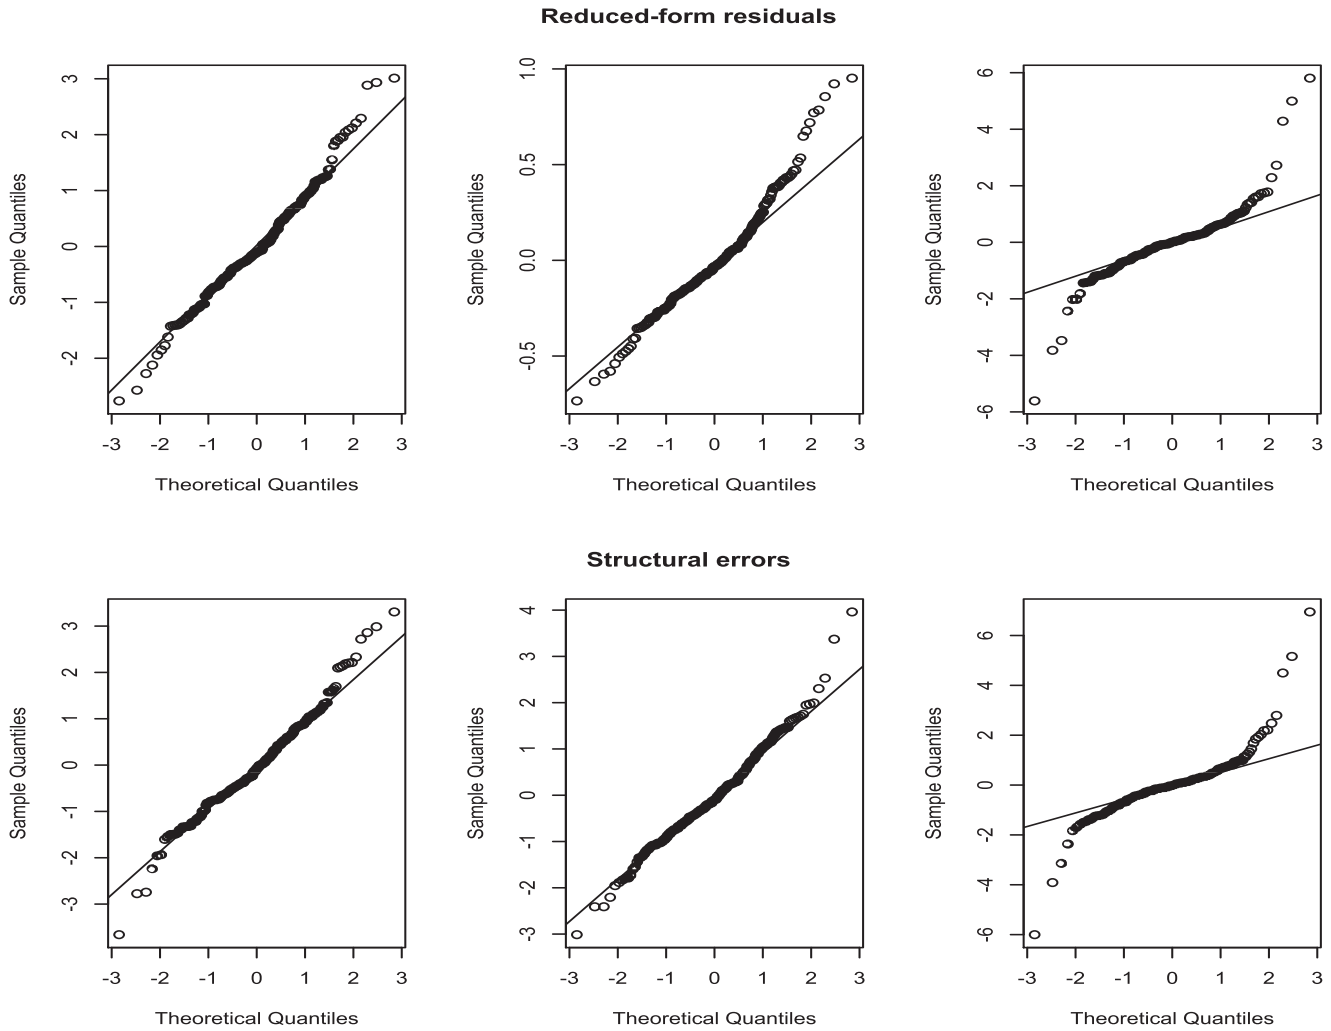 Reduced-form residuals
3
2
1
0
-1
-2
Sample Quantiles
-3 -2 -1 0 1 2 3
Theoretical Quantiles
1.0
0.5
0.0
-0.5
Sample Quantiles
-3 -2 -1 0 1 2 3
Theoretical Quantiles
6
4
2
0
-2
-4
-6
Sample Quantiles
-3 -2 -1 0 1 2 3
Theoretical Quantiles
Structural errors
3
2
1
0
-1
-2
-3
Sample Quantiles
-3 -2 -1 0 1 2 3
Theoretical Quantiles
4
3
2
1
0
-1
-2
-3
Sample Quantiles
-3 -2 -1 0 1 2 3
Theoretical Quantiles
6
4
2
0
-2
-4
-6
Sample Quantiles
-3 -2 -1 0 1 2 3
Theoretical Quantiles